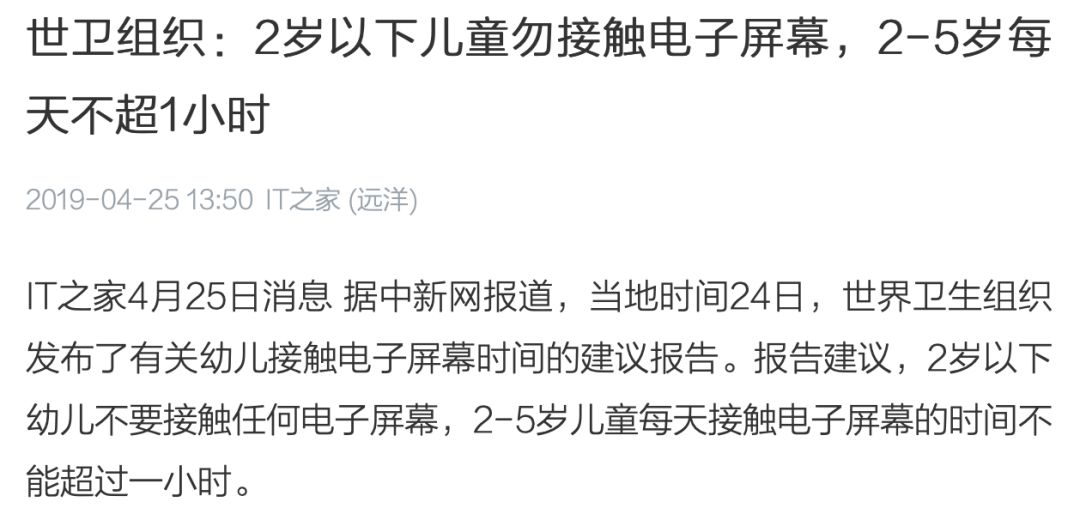 世卫组织：2岁以下儿童勿接触电子屏幕，2-5岁每
天不超1小时
2019-04-25 13:50 IT之家 (远洋)
IT之家4月25日消息 据中新网报道，当地时间24日，世界卫生组织
发布了有关幼儿接触电子屏幕时间的建议报告。报告建议，2岁以下
幼儿不要接触任何电子屏幕，2-5岁儿童每天接触电子屏幕的时间不
能超过一小时。